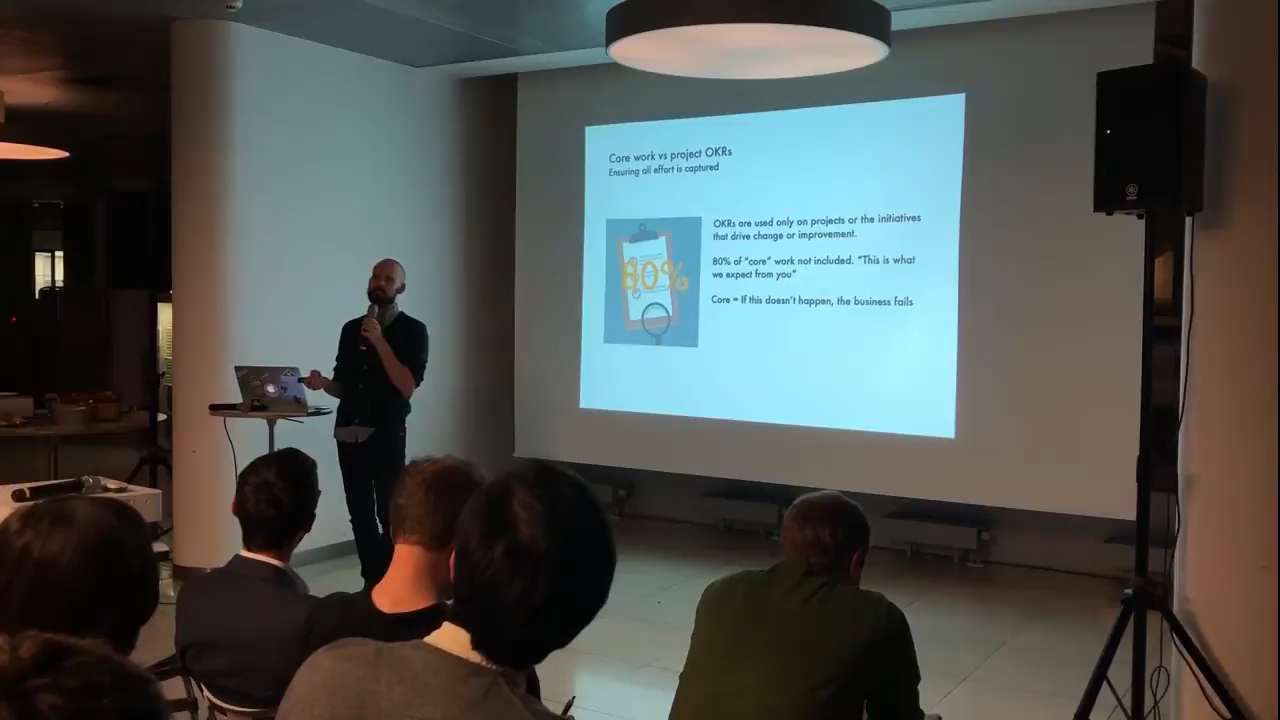 Core work vs project OKRs
Ensuring all effort is captured
80%
OKRs are used only on projects or the initiatives
that drive change or improvement.
80% of “core” work not included. “This is what
we expect from you”
Core = If this doesn’t happen, the business fails